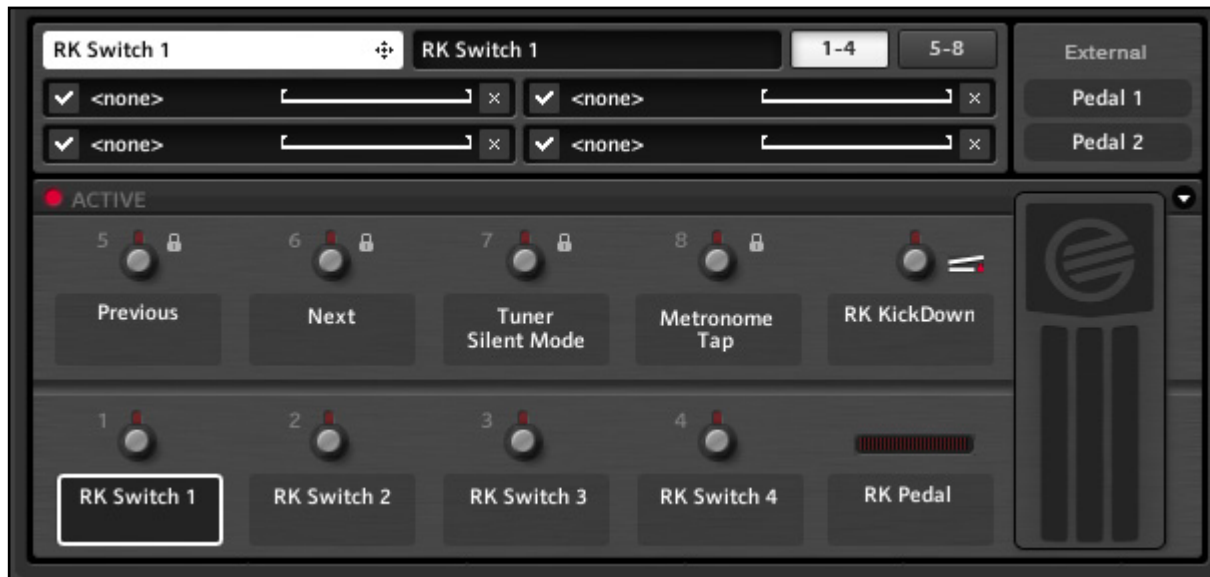 RK Switch 1
RK Switch 1
1-4
5-8
External
<none>
<none>
Pedal 1
<none>
<none>
Pedal 2
ACTIVE
5
6
7
8
Previous
Next
Tuner
Silent Mode
Metronome
Tap
RK KickDown
1
2
3
4
RK Switch 1
RK Switch 2
RK Switch 3
RK Switch 4
RK Pedal